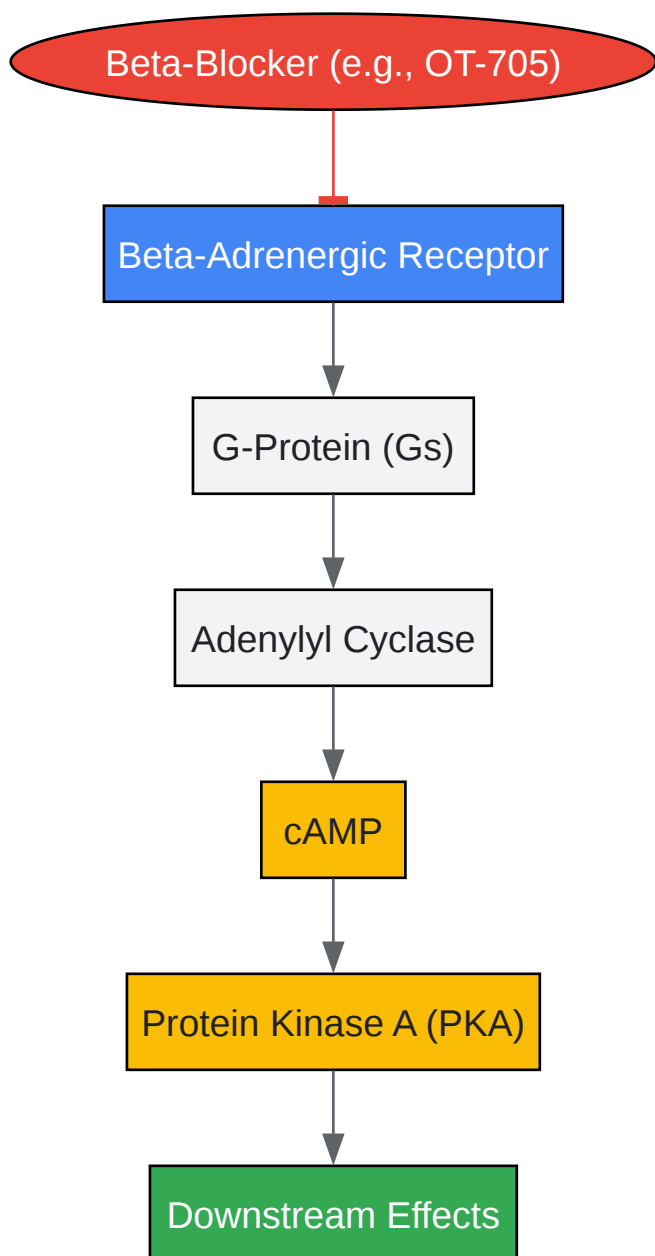 Beta-Blocker (e.g., OT-705)
Beta-Adrenergic Receptor
G-Protein (Gs)
Adenylyl Cyclase
cAMP
Protein Kinase A (PKA)
Downstream Effects